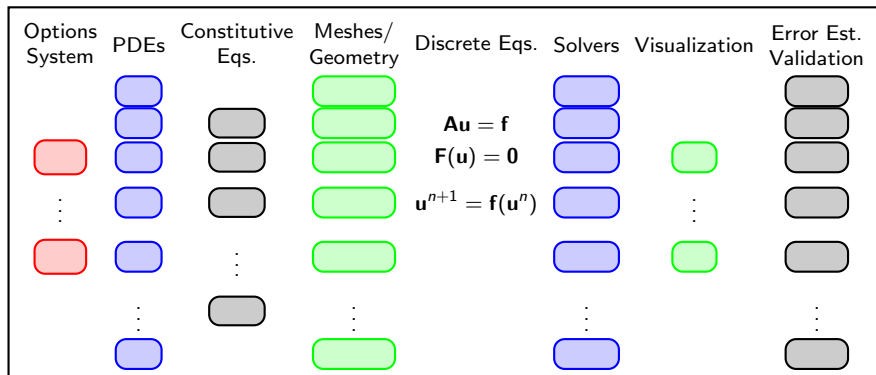 Options System
PDEs
Constitutive Eqs.
Meshes/ Geometry
Discrete Eqs.
Solvers
Visualization
Error Est. Validation
Au = f
F(u) = 0
u^{n+1} = f(u^n)